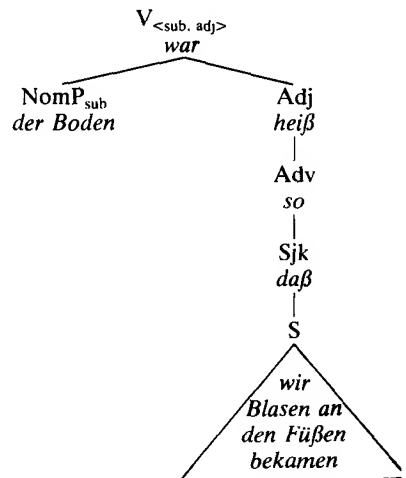 V<sub. adj>
war
NomPsub Adj
der Boden heiß
Adv
so
Sjk
daß
S
wir
Blasen an
den Füßen
bekamen